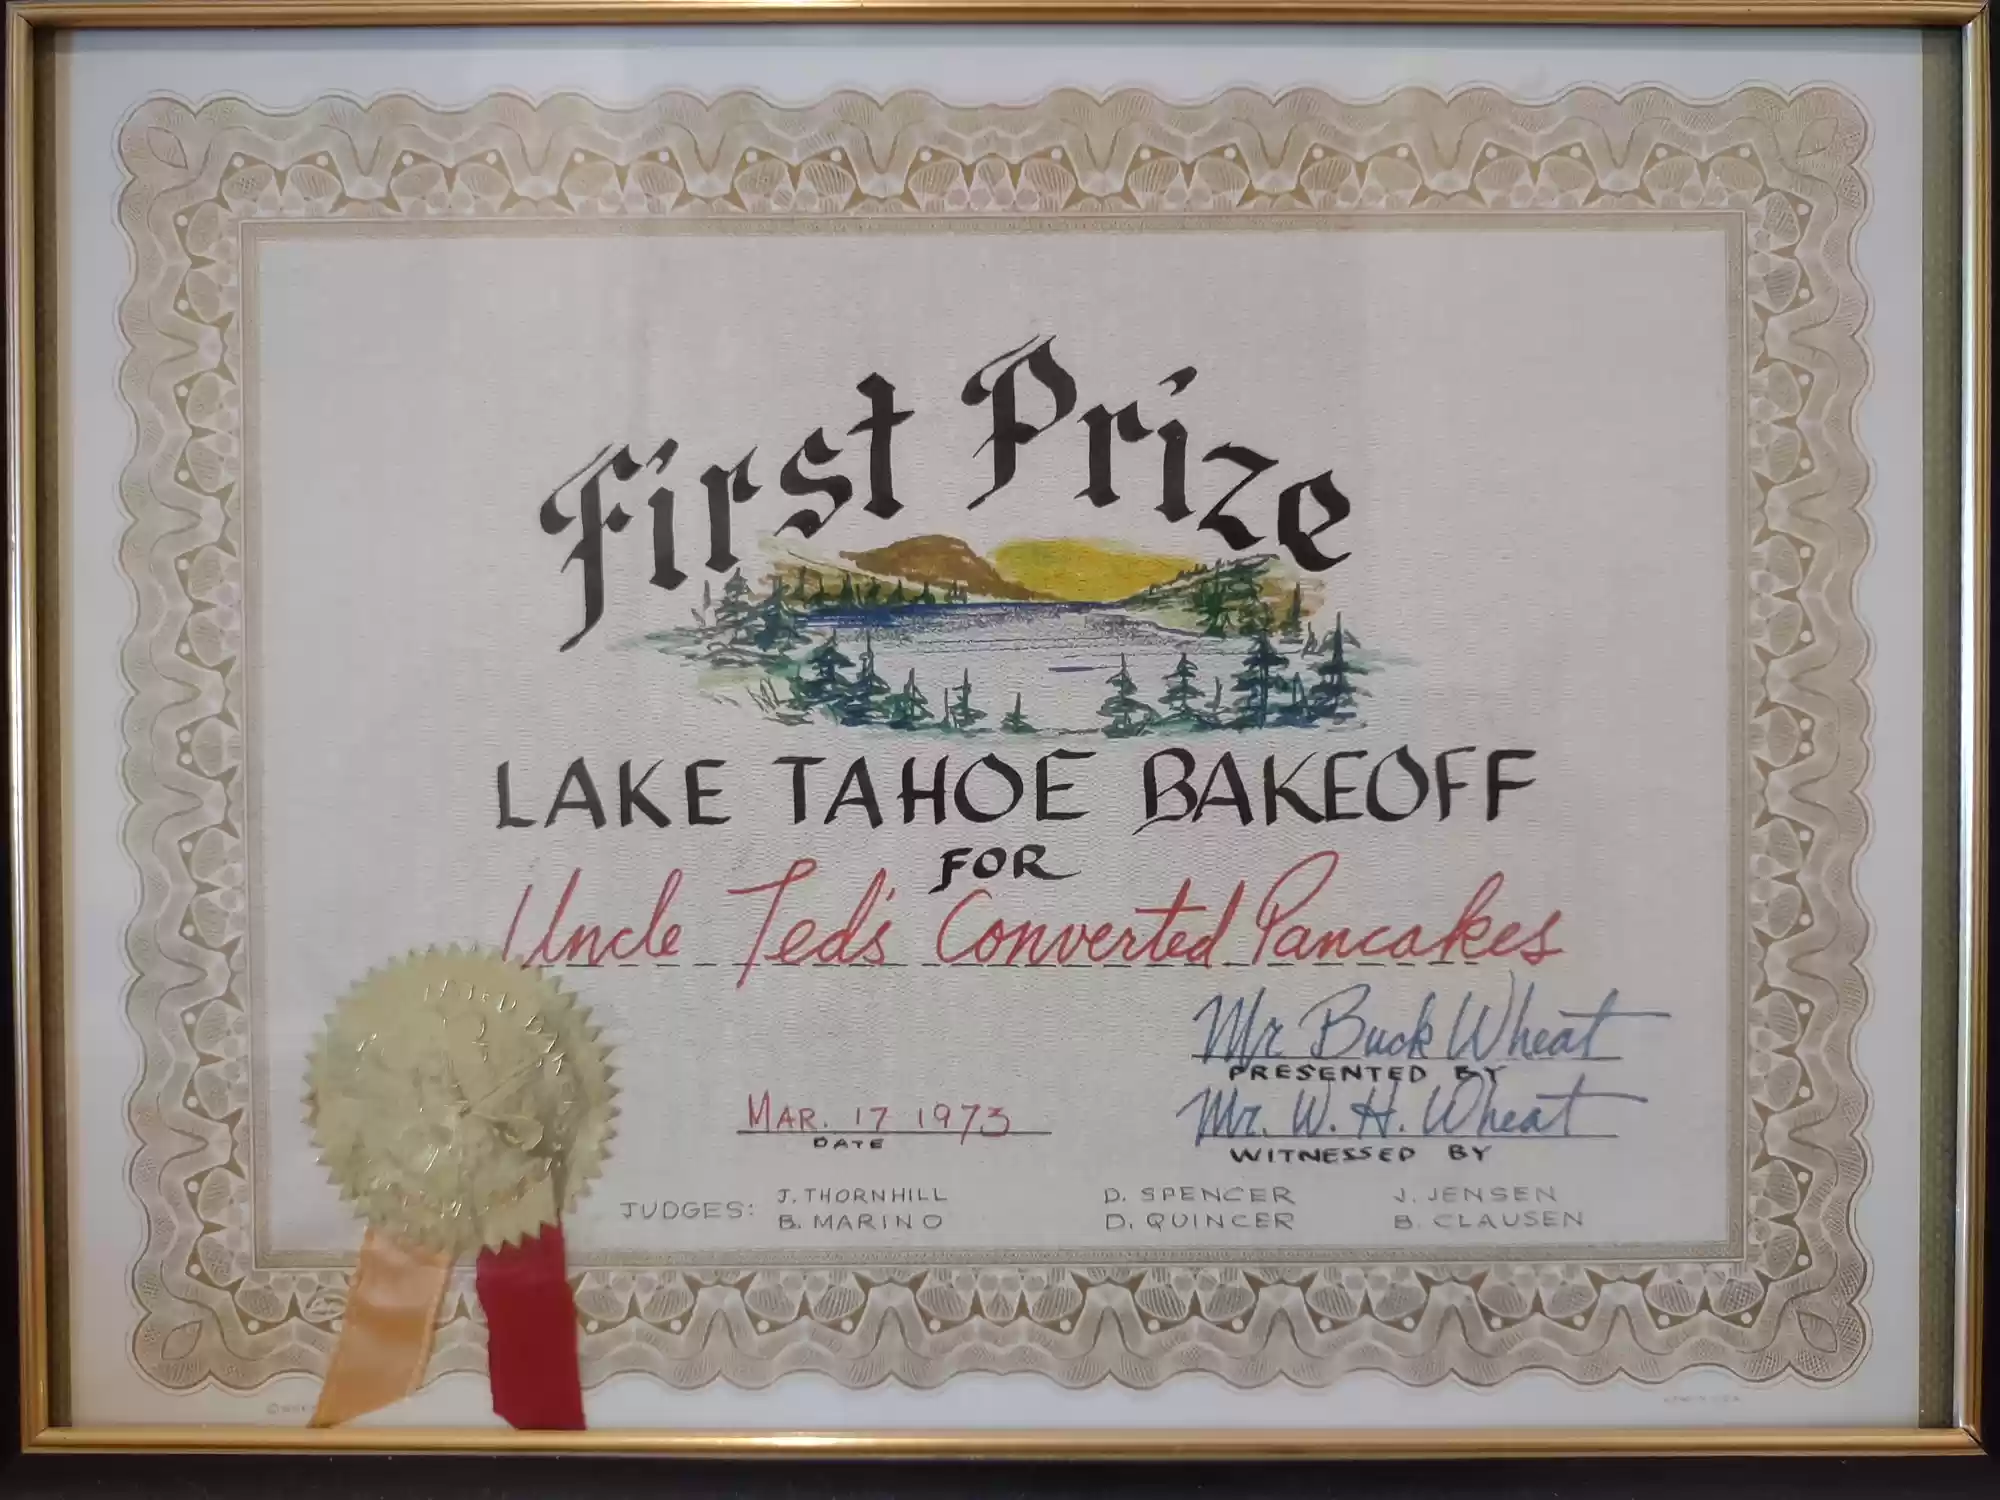 First Prize
LAKE TAHOE BAKEOFF
FOR
Uncle Ted's Converted Pancakes
Mr Buck Wheat
PRESENTED BY
MAR. 17 1973
DATE
Mr. W. H. Wheat
WITNESSED BY
JUDGES:
J. THORNHILL
D. SPENCER
J. JENSEN
B. MARINO
D. QUINCER
B. CLAUSEN